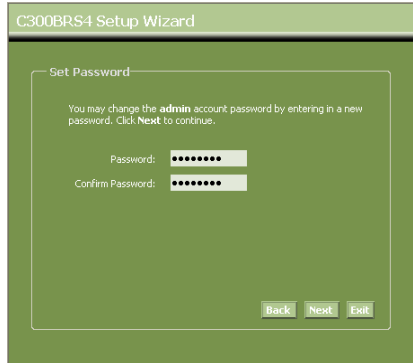 C300BRS4 Setup Wizard
Set Password
You may change the admin account password by entering in a new
password. Click Next to continue.
Password: ●●●●●●●●
Confirm Password: ●●●●●●●●
Back Next Exit